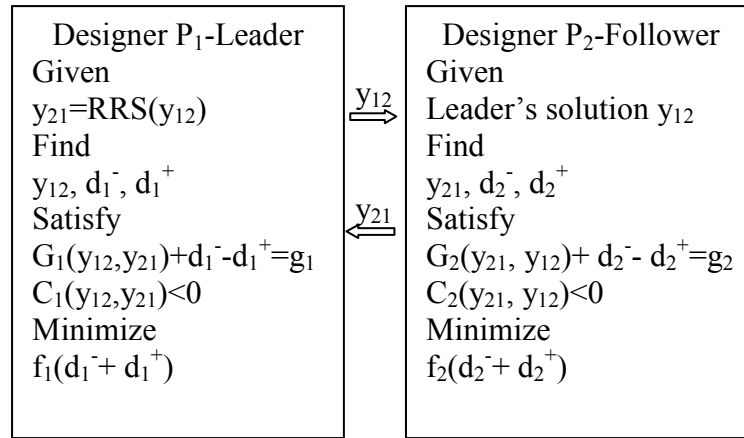 Designer P₁-Leader
Given
y₂₁=RRS(y₁₂)
Find
y₁₂, d₁⁻, d₁⁺
Satisfy
G₁(y₁₂,y₂₁)+d₁⁻-d₁⁺=g₁
C₁(y₁₂,y₂₁)<0
Minimize
f₁(d₁⁻+ d₁⁺)
y₁₂
y₂₁
Designer P₂-Follower
Given
Leader's solution y₁₂
Find
y₂₁, d₂⁻, d₂⁺
Satisfy
G₂(y₂₁, y₁₂)+ d₂⁻- d₂⁺=g₂
C₂(y₂₁, y₁₂)<0
Minimize
f₂(d₂⁻+ d₂⁺)